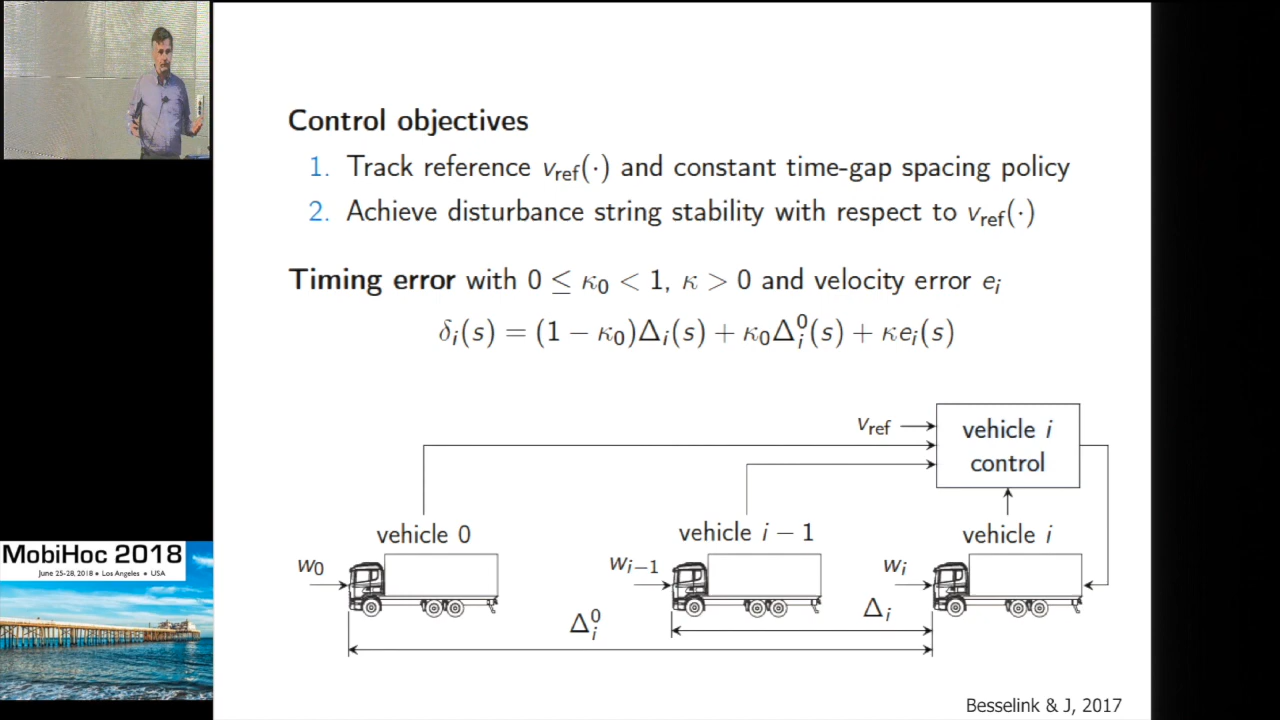 Control objectives
1. Track reference v_ref(·) and constant time-gap spacing policy
2. Achieve disturbance string stability with respect to v_ref(·)
Timing error with 0 ≤ κ₀ < 1, κ > 0 and velocity error e_i
δ_i(s) = (1 − κ₀)Δ_i(s) + κ₀Δ_i^0(s) + κe_i(s)
v_ref
vehicle i
control
vehicle 0
vehicle i − 1
vehicle i
w_0
w_{i−1}
w_i
Δ_i^0
Δ_i
Besselink & J, 2017
MobiHoc 2018
June 25-28, 2018 • Los Angeles • USA